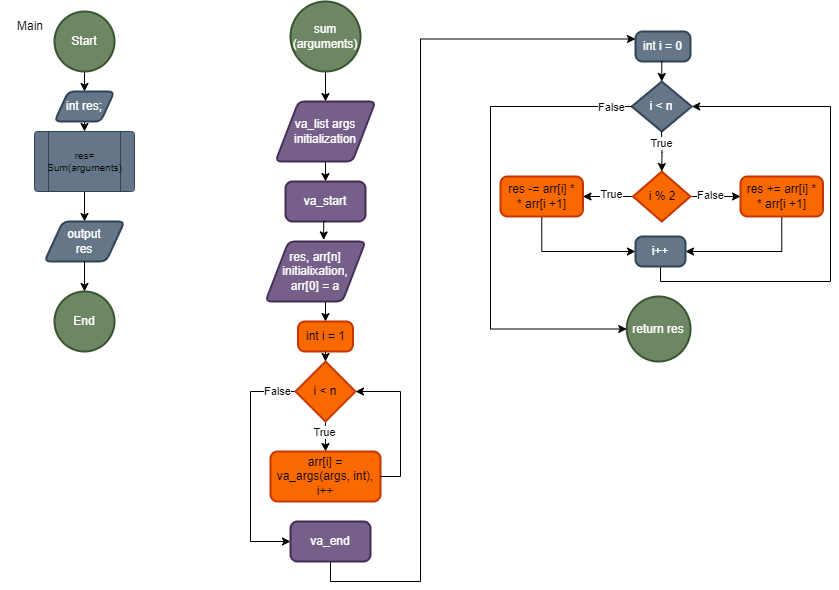 Main
Start
int res;
res=
Sum(arguments)
output
res
End
sum
(arguments)
va_list args
initialization
va_start
res, arr[n]
initialixation,
arr[0] = a
int i = 1
i < n
False
True
arr[i] =
va_args(args, int),
i++
va_end
int i = 0
i < n
False
True
i % 2
True
False
res -= arr[i] *
* arr[i +1]
res += arr[i] *
* arr[i +1]
i++
return res